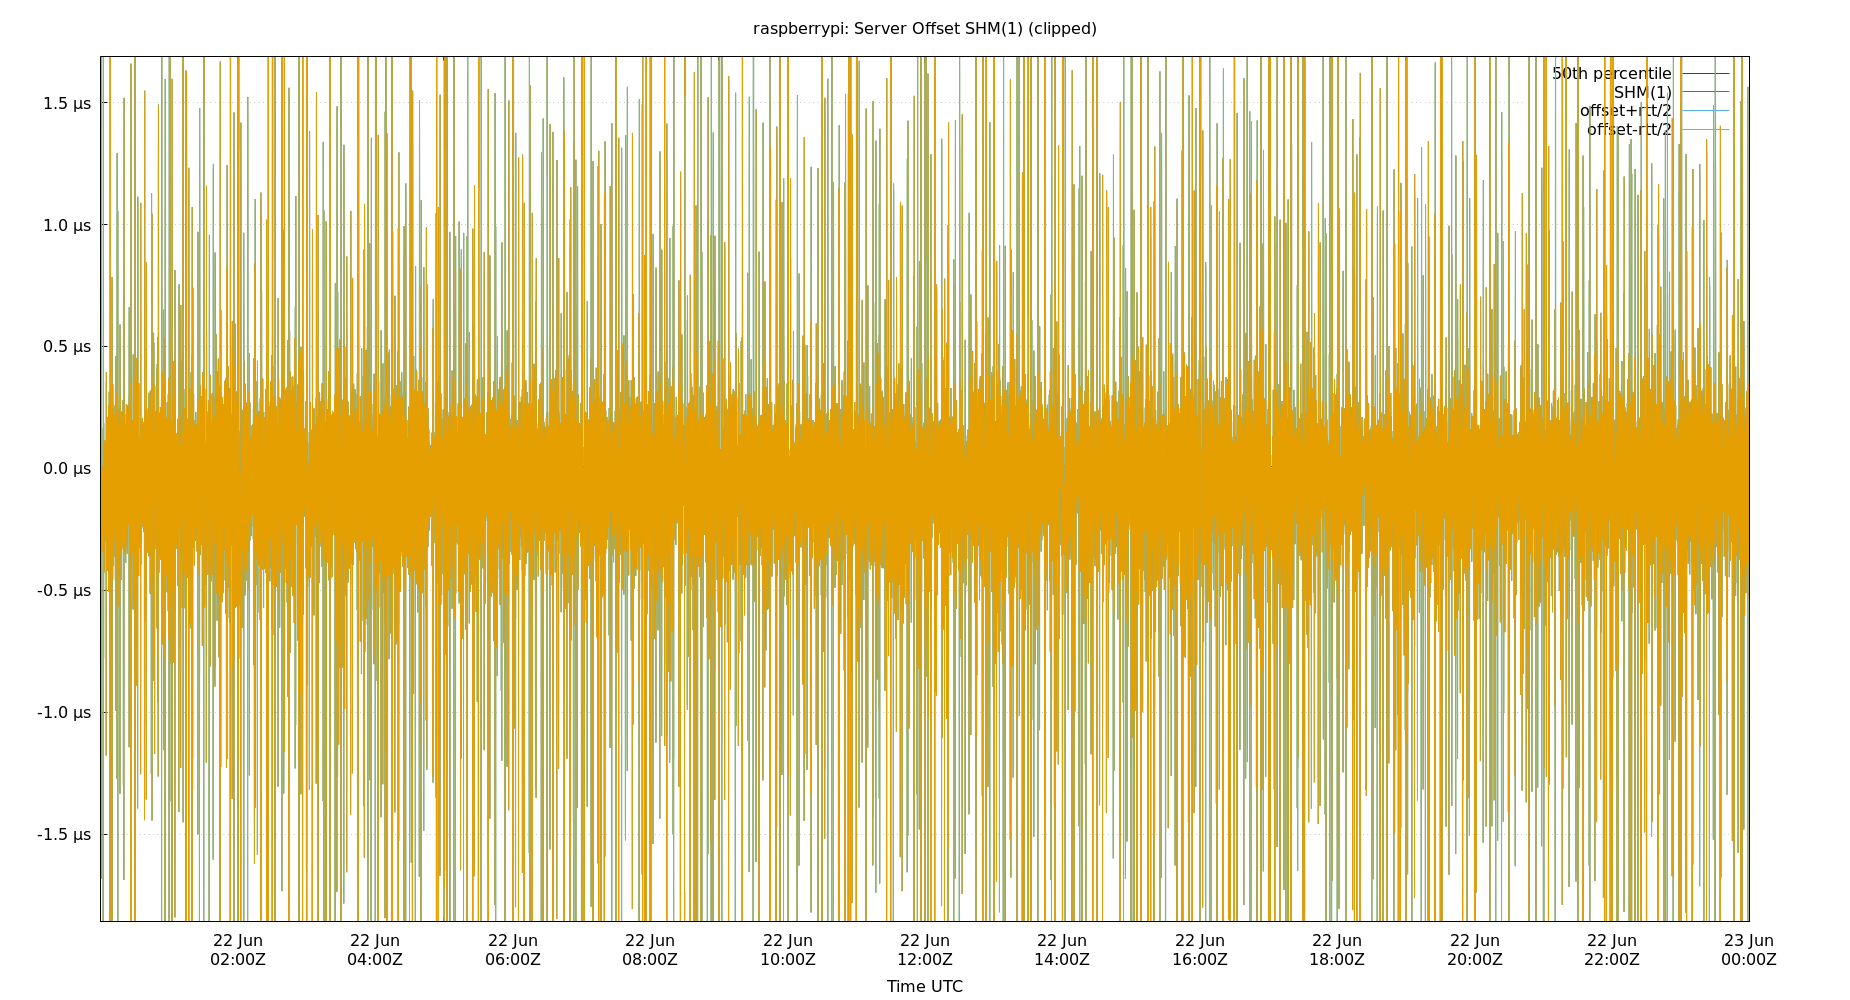 raspberrypi: Server Offset SHM(1) (clipped)
50th percentile
SHM(1)
offset+rtt/2
offset-rtt/2
1.5 µs
1.0 µs
0.5 µs
0.0 µs
-0.5 µs
-1.0 µs
-1.5 µs
22 Jun 22 Jun 22 Jun 22 Jun 22 Jun 22 Jun 22 Jun 22 Jun 22 Jun 22 Jun 22 Jun 23 Jun
02:00Z 04:00Z 06:00Z 08:00Z 10:00Z 12:00Z 14:00Z 16:00Z 18:00Z 20:00Z 22:00Z 00:00Z
Time UTC